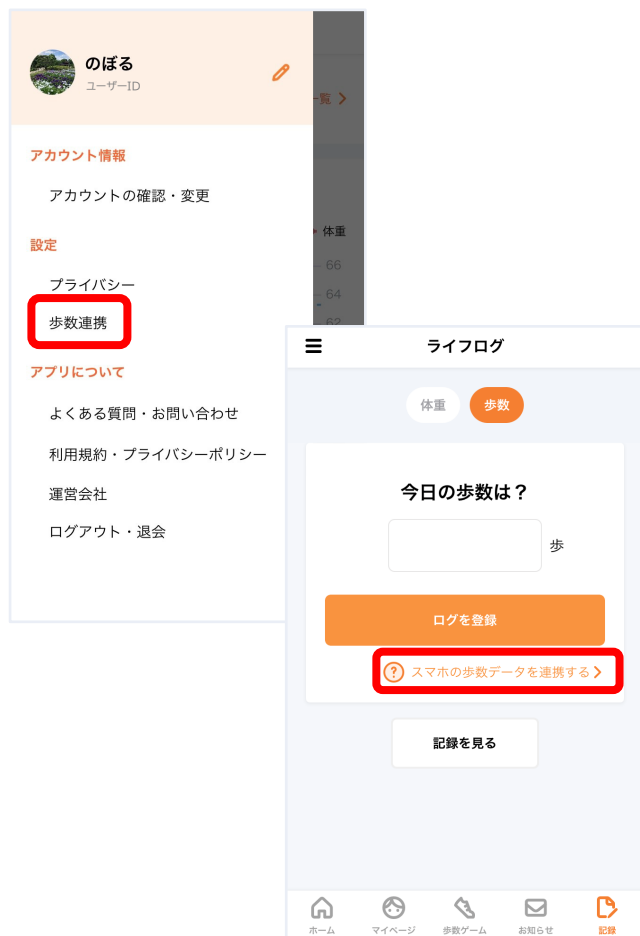 のぼる
ユーザーID
アカウント情報
アカウントの確認・変更
設定
プライバシー
歩数連携
アプリについて
よくある質問・お問い合わせ
利用規約・プライバシーポリシー
運営会社
ログアウト・退会
覧
体重
66
64
62
ライフログ
体重
歩数
今日の歩数は？
歩
ログを登録
? スマホの歩数データを連携する
記録を見る
ホーム
マイページ
歩数ゲーム
お知らせ
記録